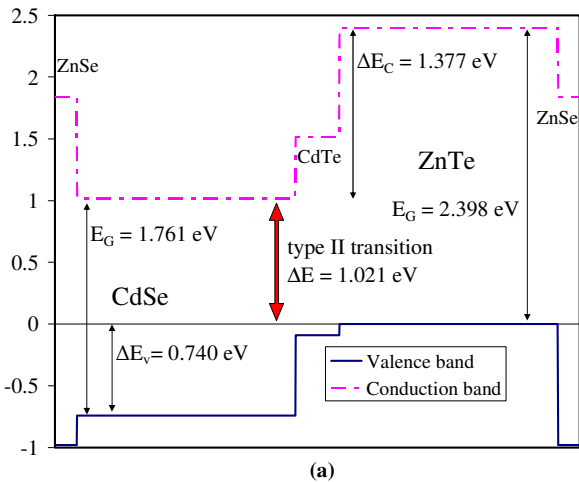 2.5
2
1.5
1
0.5
0
-0.5
-1
ZnSe
ΔE_C = 1.377 eV
CdTe
ZnTe
ZnSe
E_G = 2.398 eV
E_G = 1.761 eV
type II transition
ΔE = 1.021 eV
CdSe
ΔE_v= 0.740 eV
Valence band
Conduction band
(a)